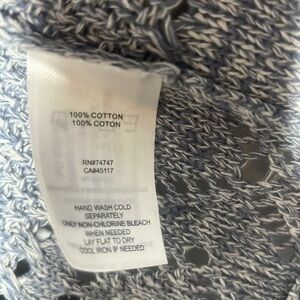 100% COTTON
100% COTON
RN#74747
CA#45117
HAND WASH COLD
SEPARATELY
ONLY NON-CHLORINE BLEACH
WHEN NEEDED
LAY FLAT TO DRY
COOL IRON IF NEEDED